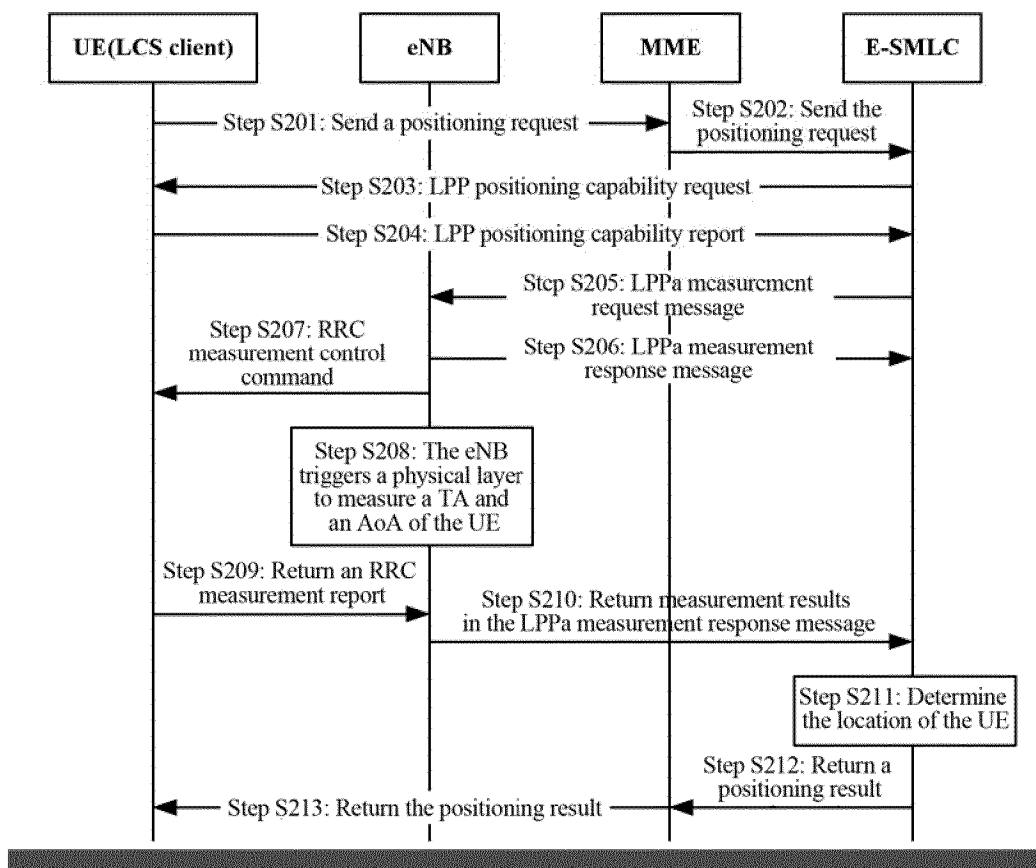 UE(LCS client)
eNB
MME
E-SMLC
Step S201: Send a positioning request
Step S202: Send the
positioning request
Step S203: LPP positioning capability request
Step S204: LPP positioning capability report
Step S205: LPPa measurement
request message
Step S207: RRC
measurement control
command
Step S206: LPPa measurement
response message
Step S208: The eNB
triggers a physical layer
to measure a TA and
an AoA of the UE
Step S209: Return an RRC
measurement report
Step S210: Return measurement results
in the LPPa measurement response message
Step S211: Determine
the location of the UE
Step S212: Return a
positioning result
Step S213: Return the positioning result